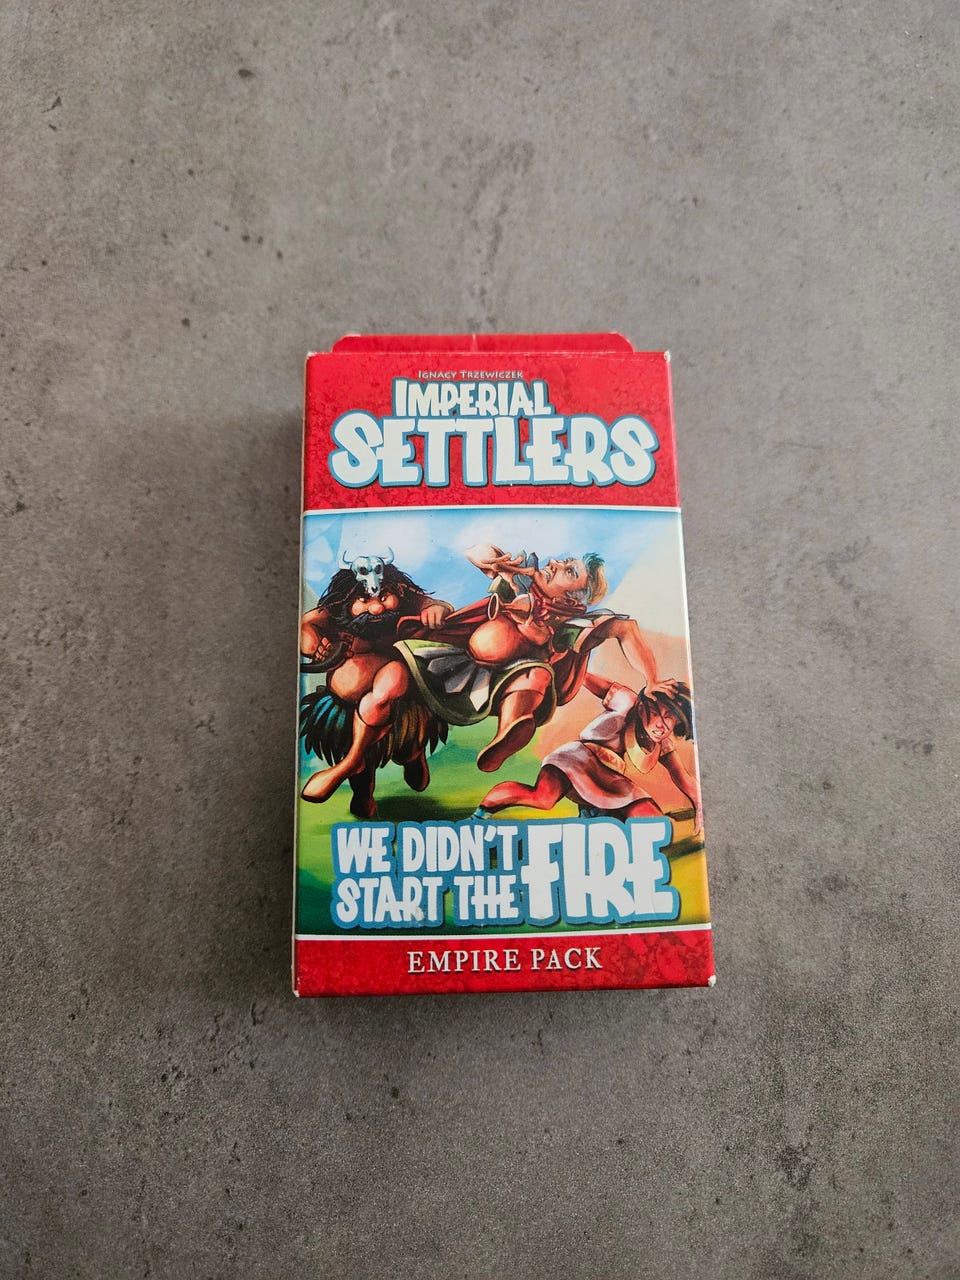 IGNACY TRZEWICZEK
IMPERIAL
SETTLERS
WE DIDN'T
START THE FIRE
EMPIRE PACK